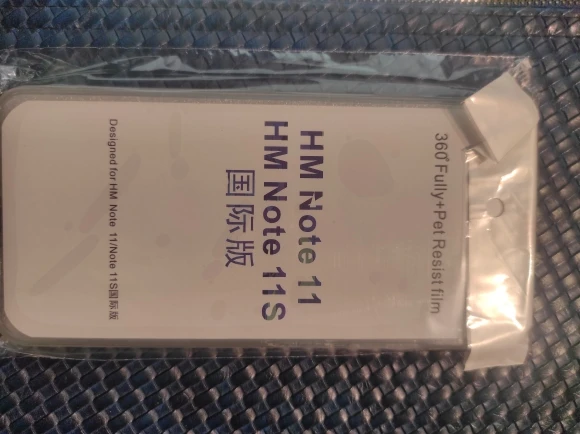 360°Fully+Pet Resist film
HM Note 11
HM Note 11S
国际版
Designed for HM Note 11/Note 11S国际版